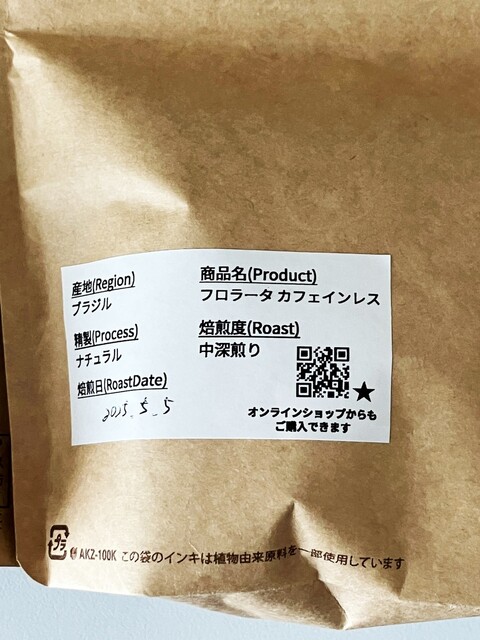 産地(Region)
ブラジル
精製(Process)
ナチュラル
焙煎日(RoastDate)
2025.5.5
商品名(Product)
フロラータ カフェインレス
焙煎度(Roast)
中深煎り
★
オンラインショップからも
ご購入できます
プラ
AKZ-100K この袋のインキは植物由来原料を一部使用しています